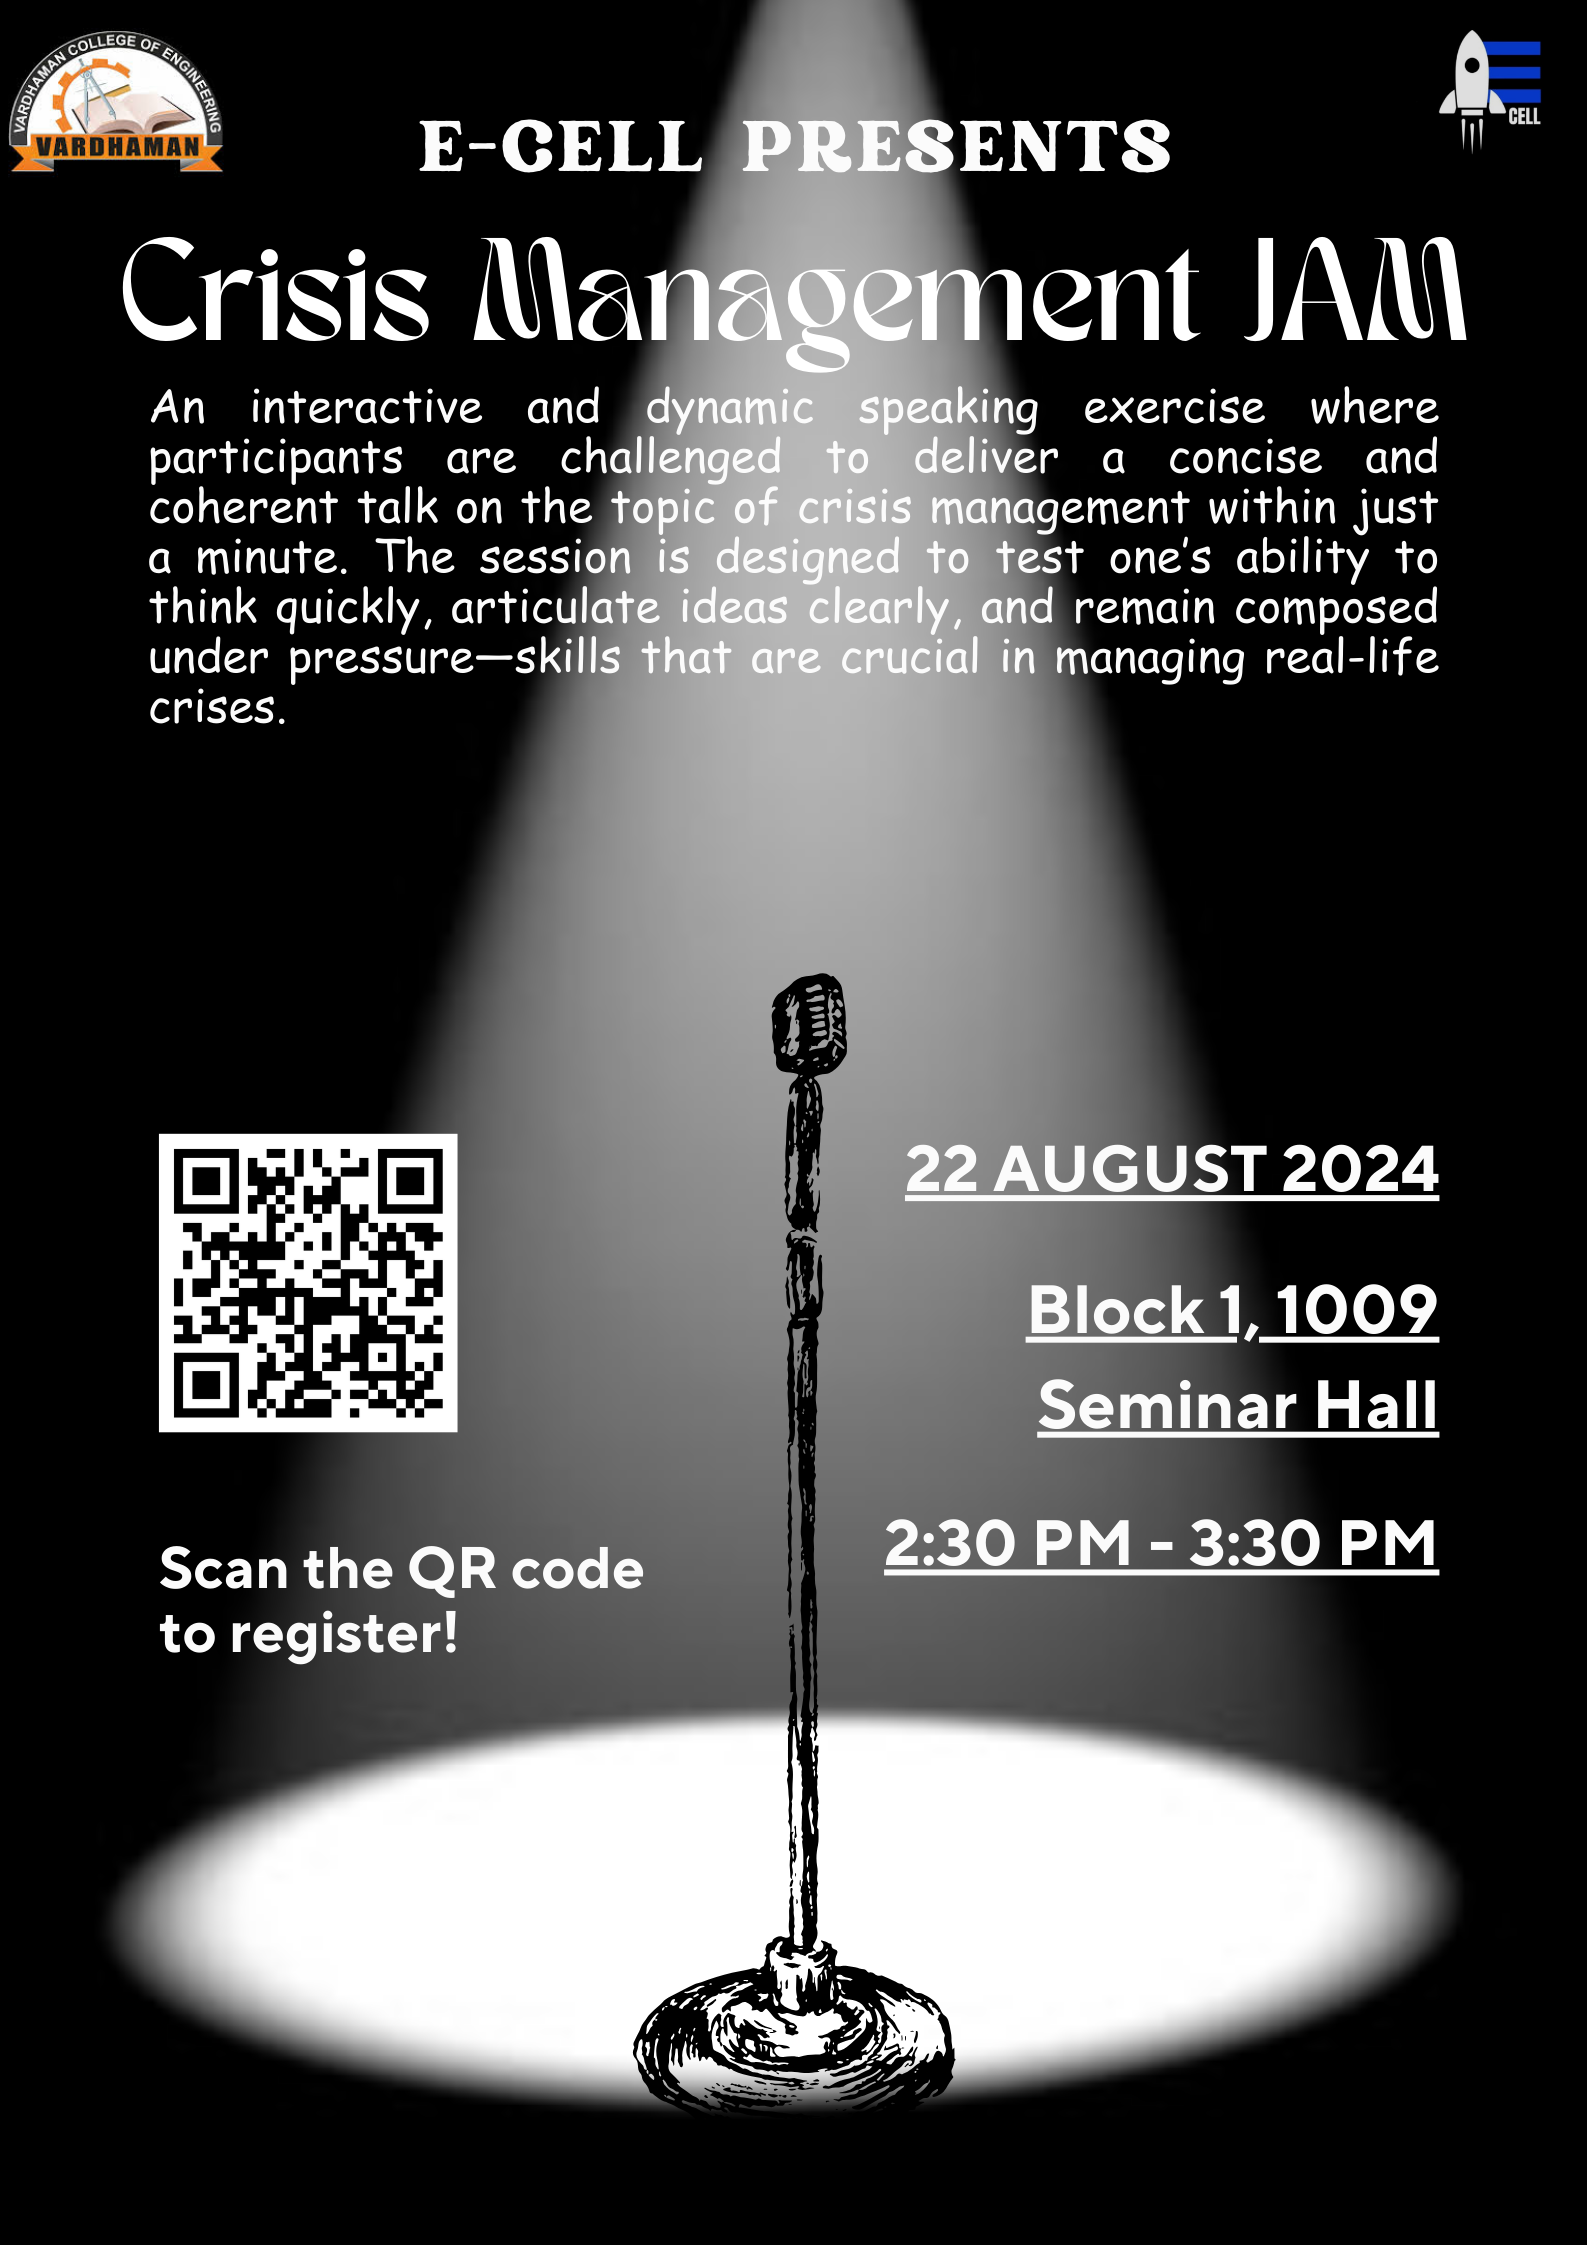 VARDHAMAN COLLEGE OF ENGINEERING
VARDHAMAN
CELL
E-CELL PRESENTS
Crisis Management JAM
An interactive and dynamic speaking exercise where
participants are challenged to deliver a concise and
coherent talk on the topic of crisis management within just
a minute. The session is designed to test one’s ability to
think quickly, articulate ideas clearly, and remain composed
under pressure—skills that are crucial in managing real-life
crises.
22 AUGUST 2024
Block 1, 1009
Seminar Hall
2:30 PM - 3:30 PM
Scan the QR code
to register!